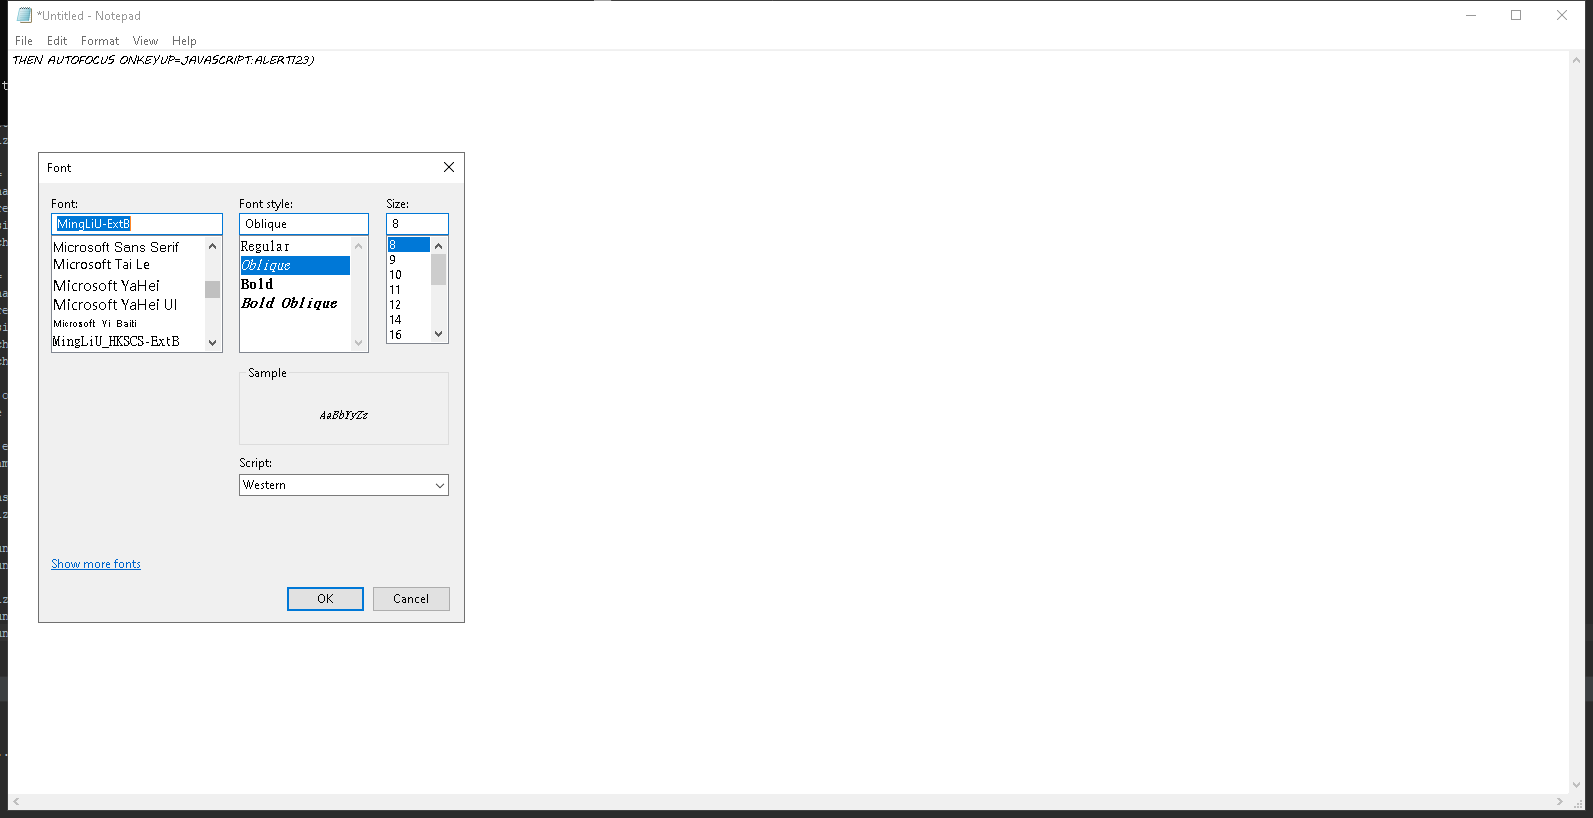 *Untitled - Notepad
File Edit Format View Help
THEN AUTOFOCUS ONKEYUP=JAVASCRIPT:ALERT123)
Font
Font: Font style: Size:
MingLiU-ExtB Oblique 8
Microsoft Sans Serif
Microsoft Tai Le
Microsoft YaHei
Microsoft YaHei UI
Microsoft Yi Baiti
MingLiU_HKSCS-ExtB
Regular
Oblique
Bold
Bold Oblique
8
9
10
11
12
14
16
Sample
AaBbYyZz
Script:
Western
Show more fonts
OK Cancel